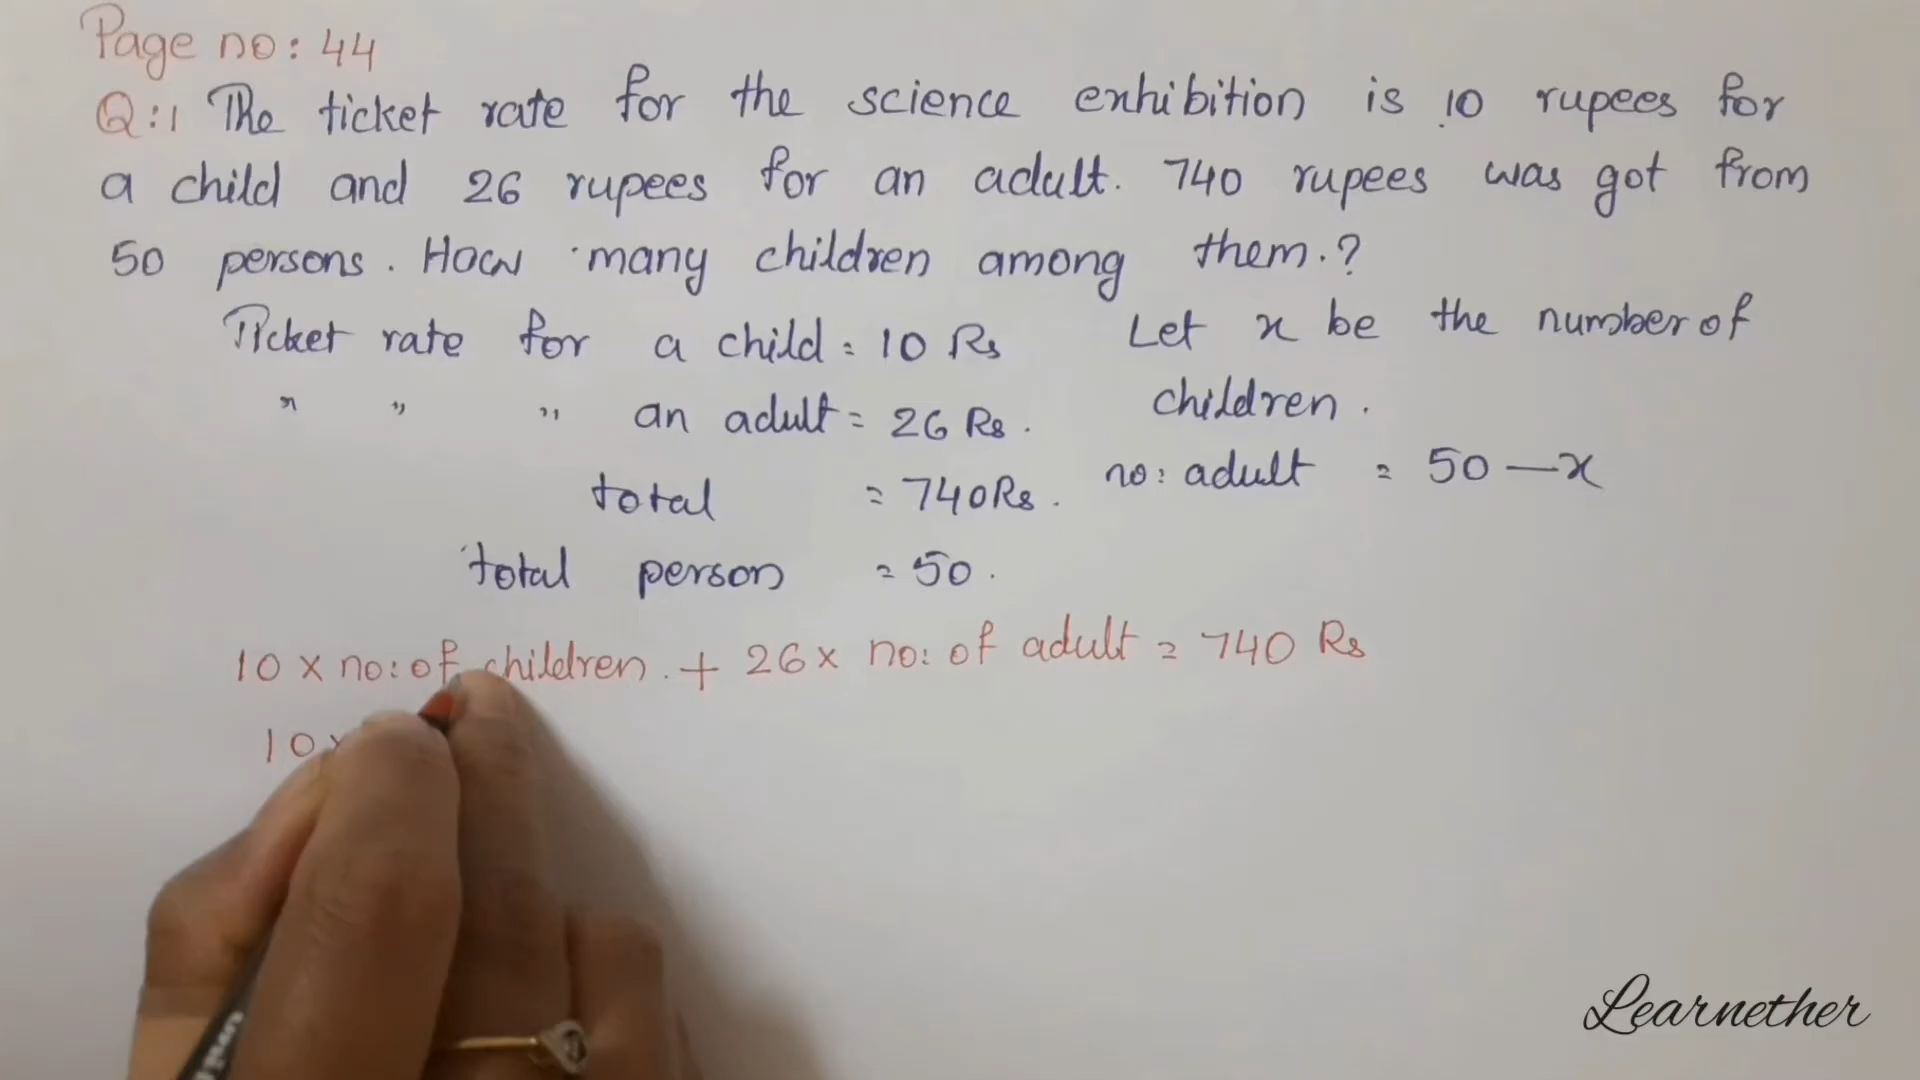 Page no: 44
Q:1 The ticket rate for the science exhibition is 10 rupees for
a child and 26 rupees for an adult. 740 rupees was got from
50 persons. How many children among them.?
Ticket rate for a child = 10 Rs
" " " an adult = 26 Rs.
total = 740 Rs.
total person = 50.
Let x be the number of
children.
no: adult = 50 - x
10 x no: of children. + 26 x no: of adult = 740 Rs
10x
Learnether